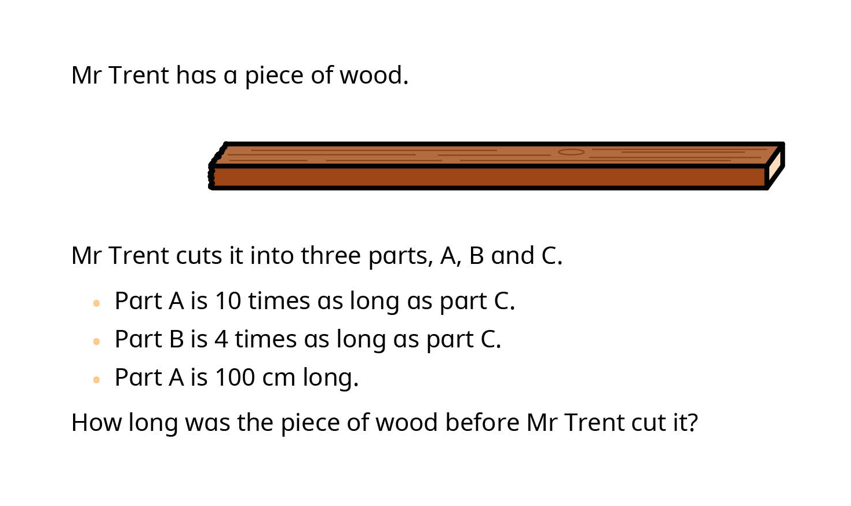 Mr Trent has a piece of wood.
Mr Trent cuts it into three parts, A, B and C.
• Part A is 10 times as long as part C.
• Part B is 4 times as long as part C.
• Part A is 100 cm long.
How long was the piece of wood before Mr Trent cut it?